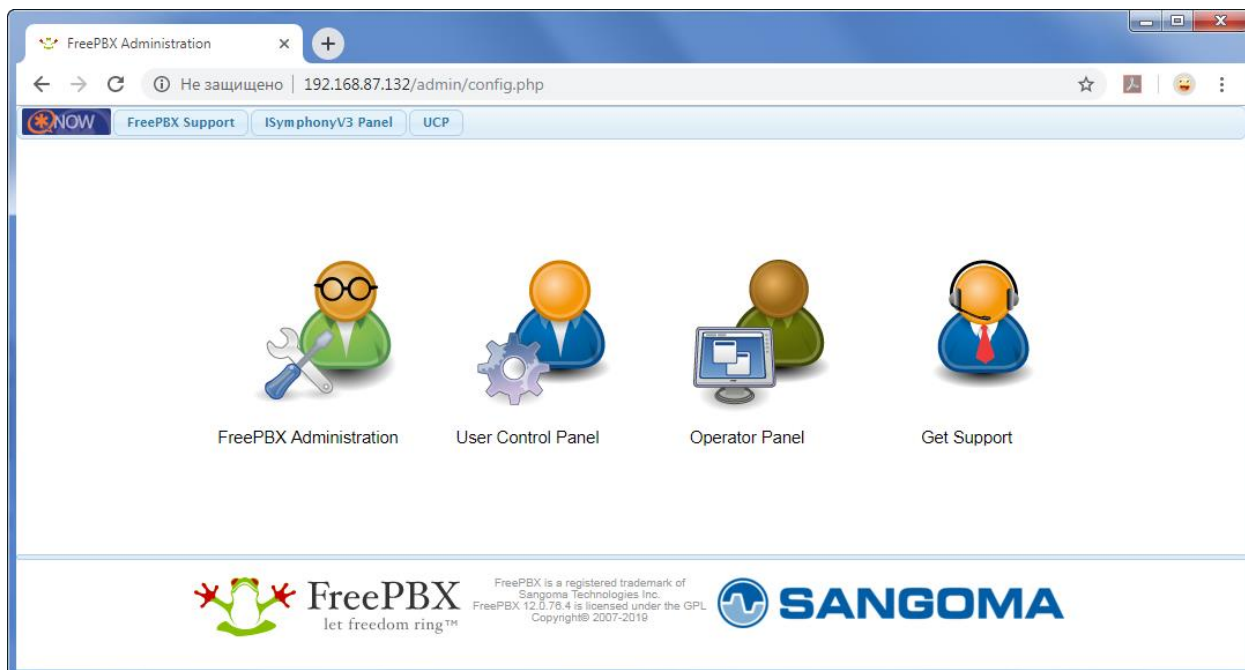 FreePBX Administration
Не защищено | 192.168.87.132/admin/config.php
NOW FreePBX Support ISymphonyV3 Panel UCP
FreePBX Administration User Control Panel Operator Panel Get Support
FreePBX
let freedom ring™
FreePBX is a registered trademark of
Sangoma Technologies Inc.
FreePBX 12.0.76.4 is licensed under the GPL
Copyright© 2007-2019
SANGOMA